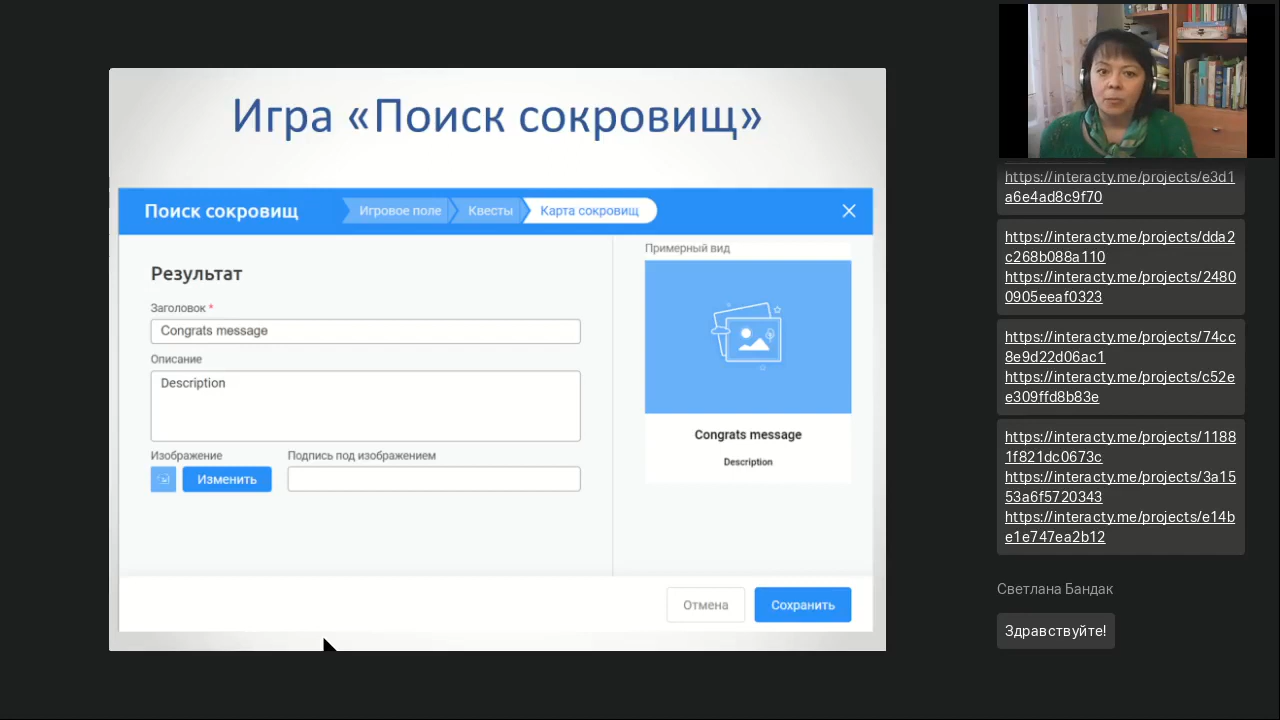 Игра «Поиск сокровищ»
Поиск сокровищ
Игровое поле
Квесты
Карта сокровищ
Результат
Заголовок *
Congrats message
Описание
Description
Изображение
Подпись под изображением
Изменить
Примерный вид
Congrats message
Description
Отмена
Сохранить
https://interacty.me/projects/e3d1
a6e4ad8c9f70
https://interacty.me/projects/dda2
c268b088a110
https://interacty.me/projects/2480
0905eeaf0323
https://interacty.me/projects/74cc
8e9d22d06ac1
https://interacty.me/projects/c52e
e309ffd8b83e
https://interacty.me/projects/1188
1f821dc0673c
https://interacty.me/projects/3a15
53a6f5720343
https://interacty.me/projects/e14b
e1e747ea2b12
Светлана Бандак
Здравствуйте!